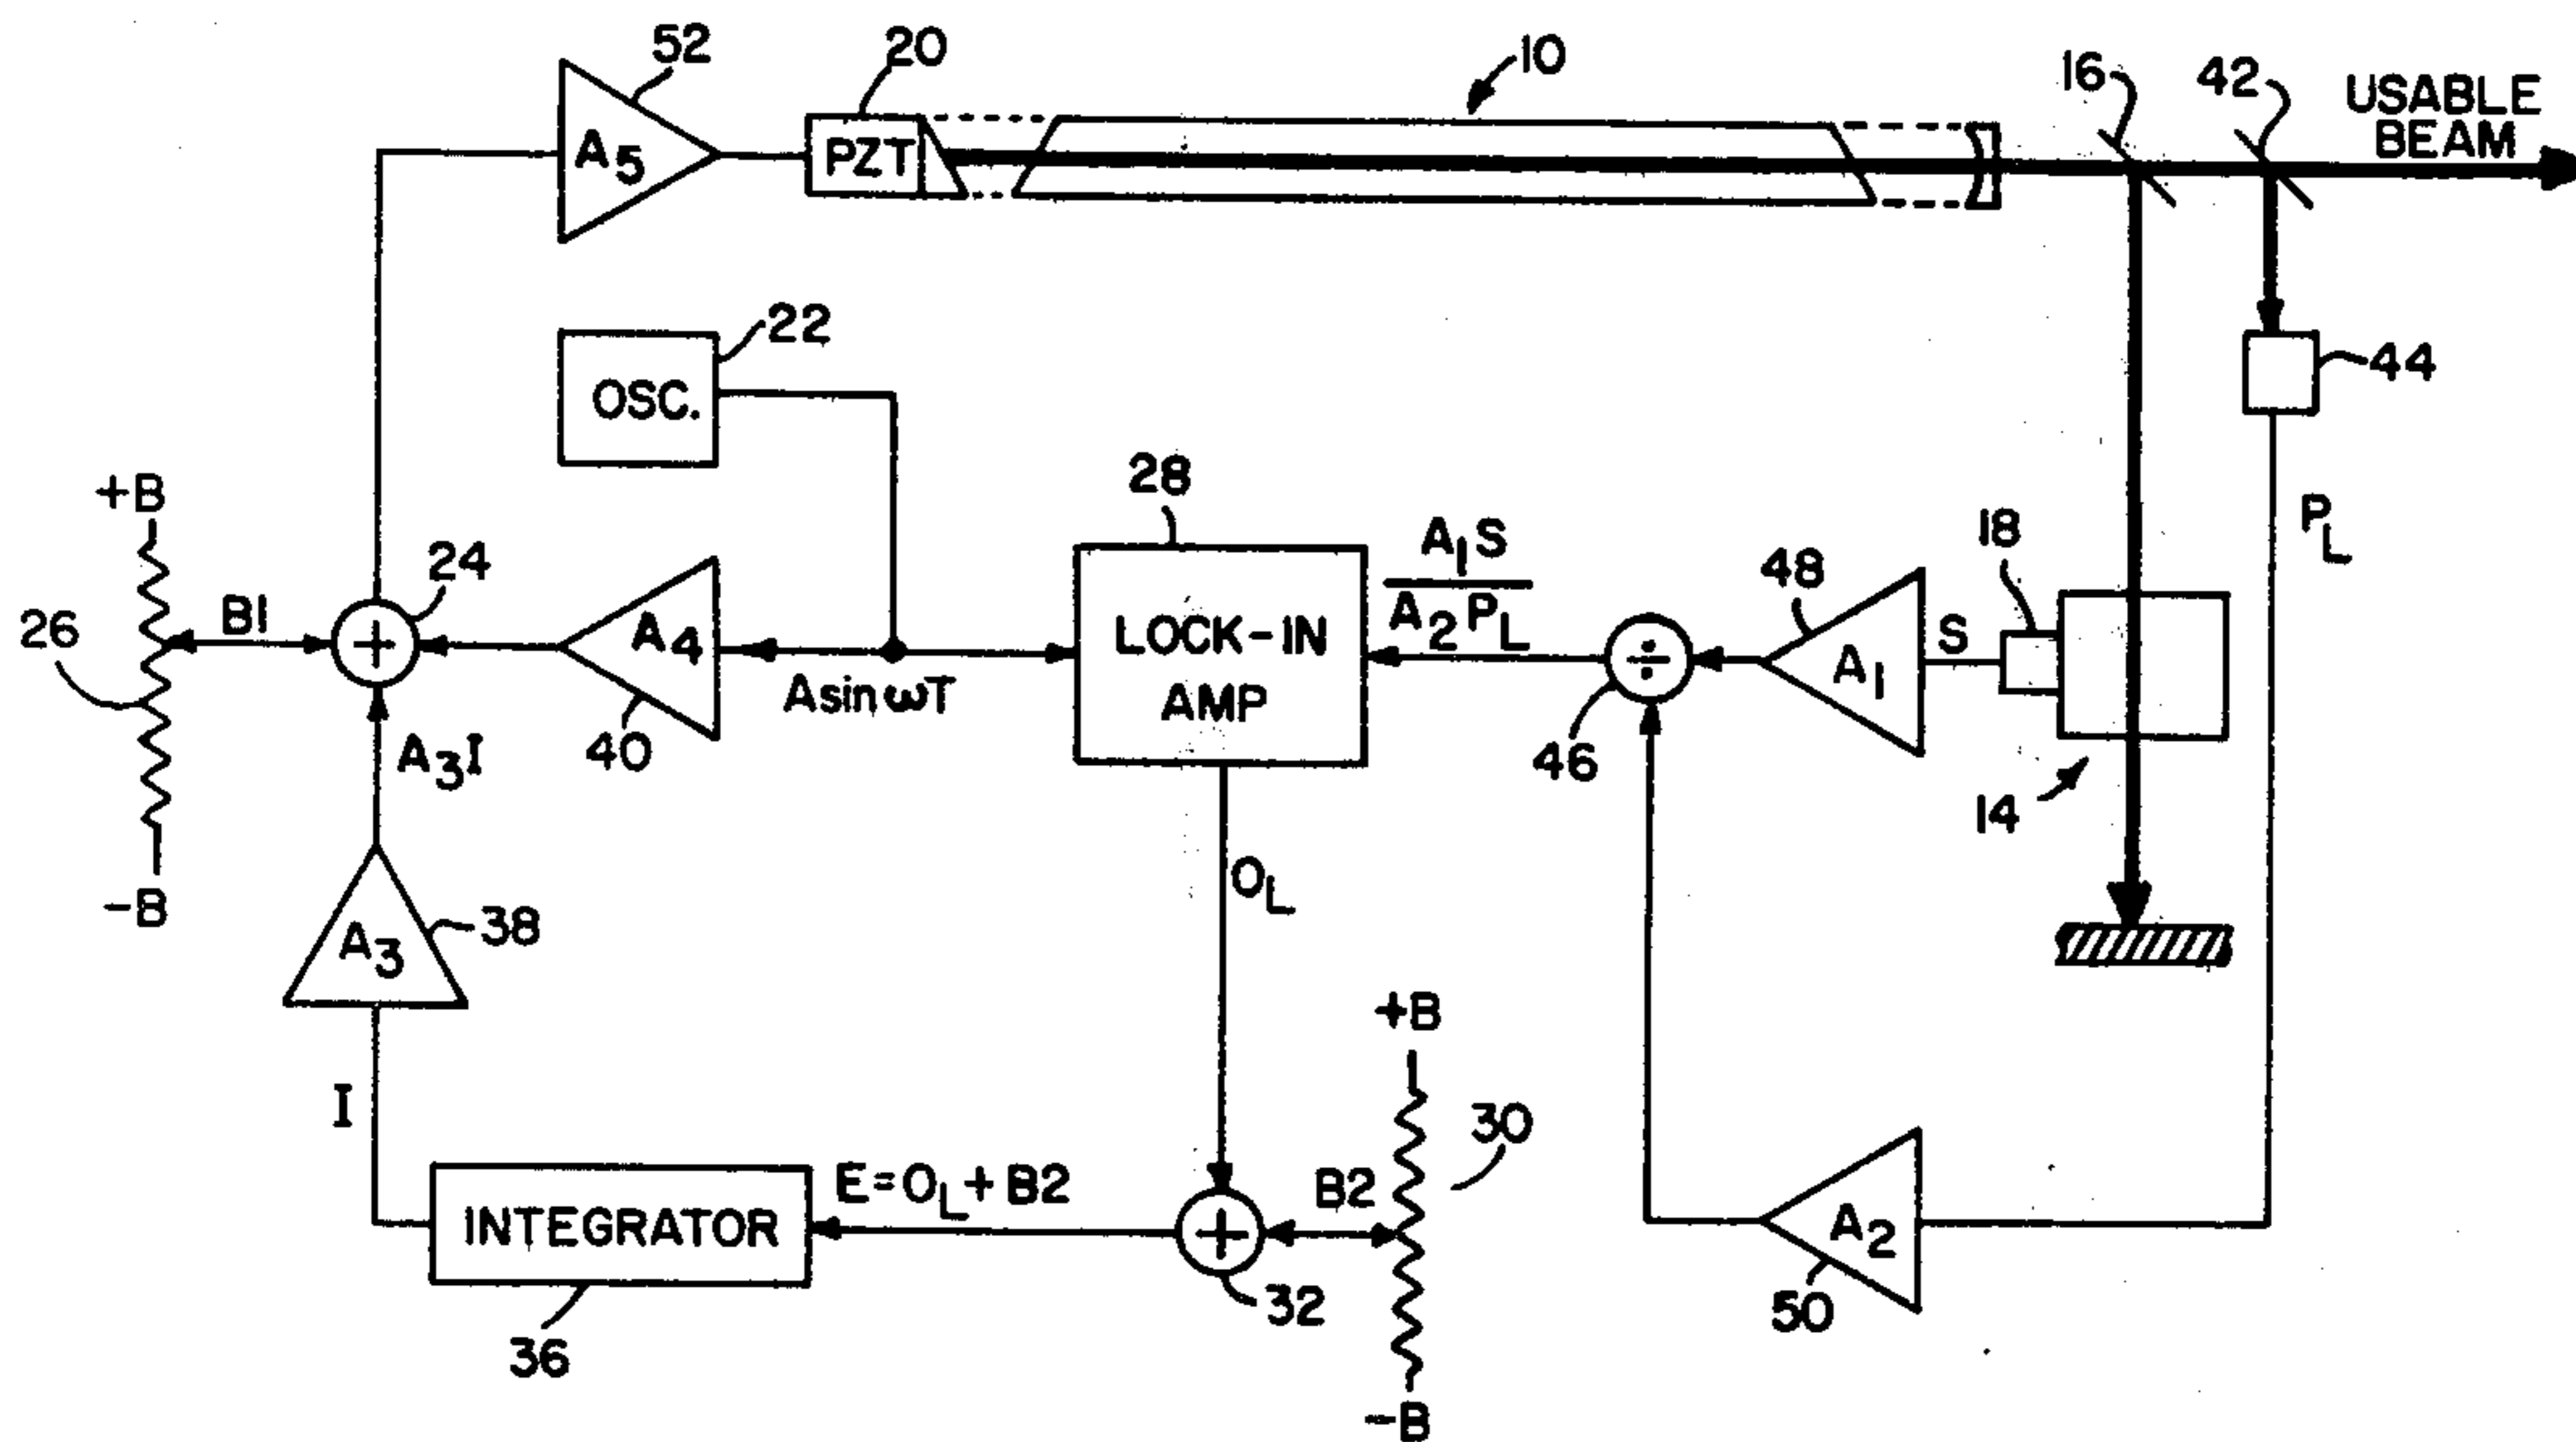 52
20
10
16
42
USABLE
BEAM
A5
PZT
22
OSC.
44
+B
28
PL
24
18
A1S
A2PL
48
26
B1
+
A4
LOCK-IN
AMP
÷
A1
S
A sin ωT
40
46
A3I
14
-B
OL
A3
38
+B
30
I
E=OL+B2
B2
INTEGRATOR
+
A2
32
50
36
-B